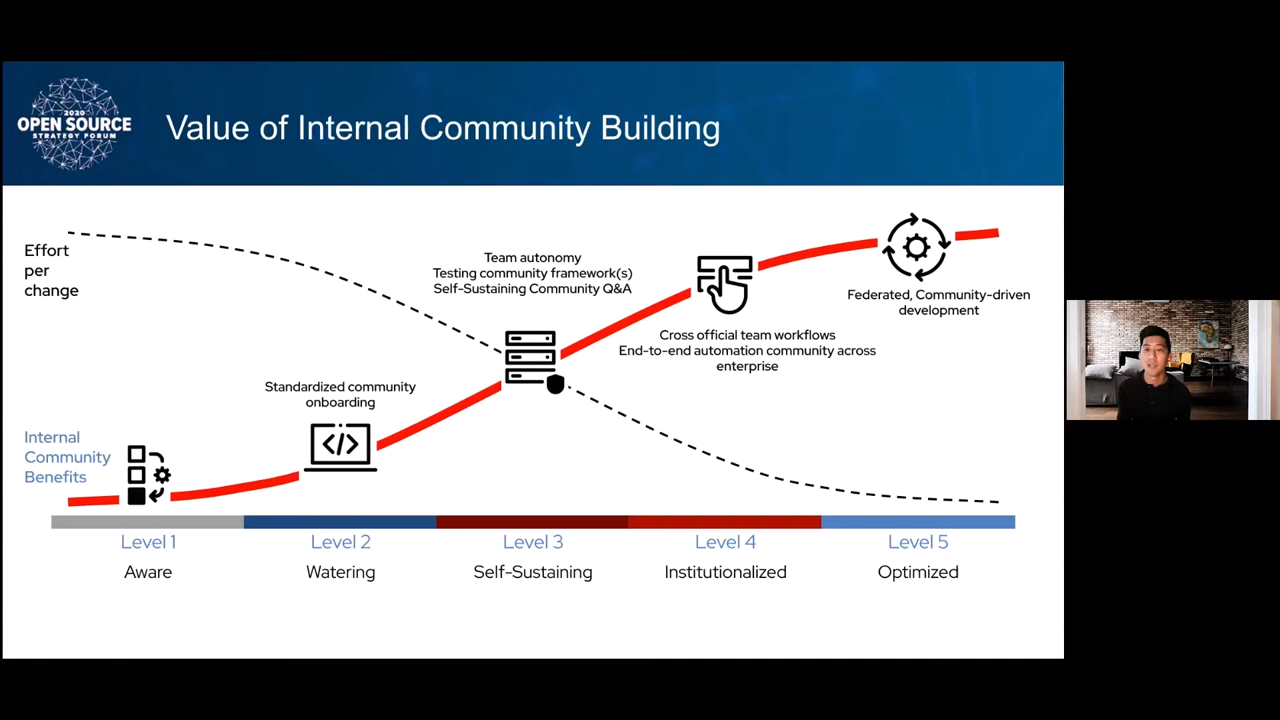 2020
OPEN SOURCE
STRATEGY FORUM
Value of Internal Community Building
Effort
per
change
Team autonomy
Testing community framework(s)
Self-Sustaining Community Q&A
Federated, Community-driven
development
Cross official team workflows
End-to-end automation community across
enterprise
Standardized community
onboarding
Internal
Community
Benefits
</>
Level 1
Level 2
Level 3
Level 4
Level 5
Aware
Watering
Self-Sustaining
Institutionalized
Optimized